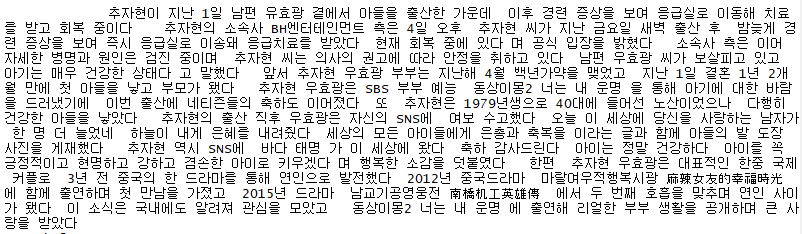 추자현이 지난 1일 남편 유효광 곁에서 아들을 출산한 가운데 이후 경련 증상을 보여 응급실로 이동해 치료
를 받고 회복 중이다 추자현의 소속사 BH엔터테인먼트 측은 4일 오후 추자현 씨가 지난 금요일 새벽 출산 후 밤늦게 경
련 증상을 보여 즉시 응급실로 이송돼 응급치료를 받았다 현재 회복 중에 있다 며 공식 입장을 밝혔다 소속사 측은 이어
자세한 병명과 원인은 검진 중이며 추자현 씨는 의사의 권고에 따라 안정을 취하고 있다 남편 우효광 씨가 보살피고 있고
아기는 매우 건강한 상태다 고 말했다 앞서 추자현 우효광 부부는 지난해 4월 백년가약을 맺었고 지난 1일 결혼 1년 2개
월 만에 첫 아들을 낳고 부모가 됐다 추자현 우효광은 SBS 부부 예능 동상이몽2 너는 내 운명 을 통해 아기에 대한 바람
을 드러냈기에 이번 출산에 네티즌들의 축하도 이어졌다 또 추자현은 1979년생으로 40대에 들어선 노산이었으나 다행히
건강한 아들을 낳았다 추자현의 출산 직후 우효광은 자신의 SNS에 여보 수고했다 오늘 이 세상에 당신을 사랑하는 남자가
한 명 더 늘었네 하늘이 내게 은혜를 내려줬다 세상의 모든 아이들에게 은총과 축복을 이라는 글과 함께 아들의 발 도장
사진을 게재했다 추자현 역시 SNS에 바다 태명 가 이 세상에 왔다 축하 감사드린다 아이는 정말 건강하다 아이를 꼭
긍정적이고 현명하고 강하고 겸손한 아이로 키우겠다 며 행복한 소감을 덧붙였다 한편 추자현 우효광은 대표적인 한중 국제
커플로 3년 전 중국의 한 드라마를 통해 연인으로 발전했다 2012년 중국드라마 마랄여우적행복시광 麻辣女友的幸福時光
에 함께 출연하며 첫 만남을 가졌고 2015년 드라마 남교기공영웅전 南橋机工英雄傳 에서 두 번째 호흡을 맞추며 연인 사이
가 됐다 이 소식은 국내에도 알려져 관심을 모았고 동상이몽2 너는 내 운명 에 출연해 리얼한 부부 생활을 공개하며 큰 사
랑을 받았다